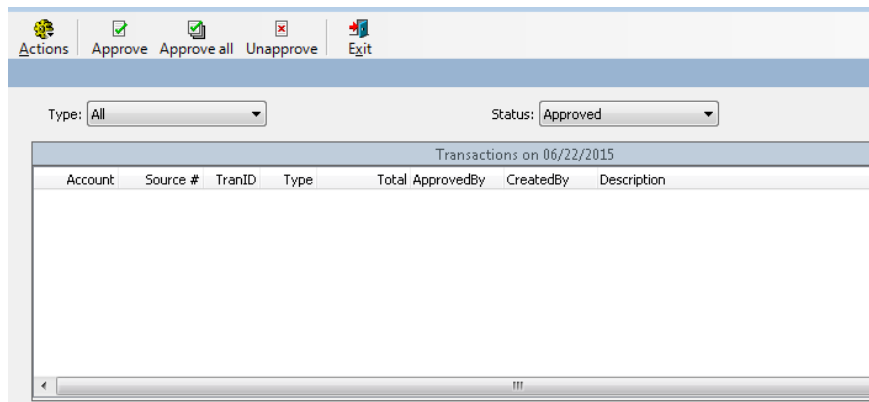 Actions Approve Approve all Unapprove Exit
Type: All Status: Approved
Transactions on 06/22/2015
Account Source # TranID Type Total ApprovedBy CreatedBy Description